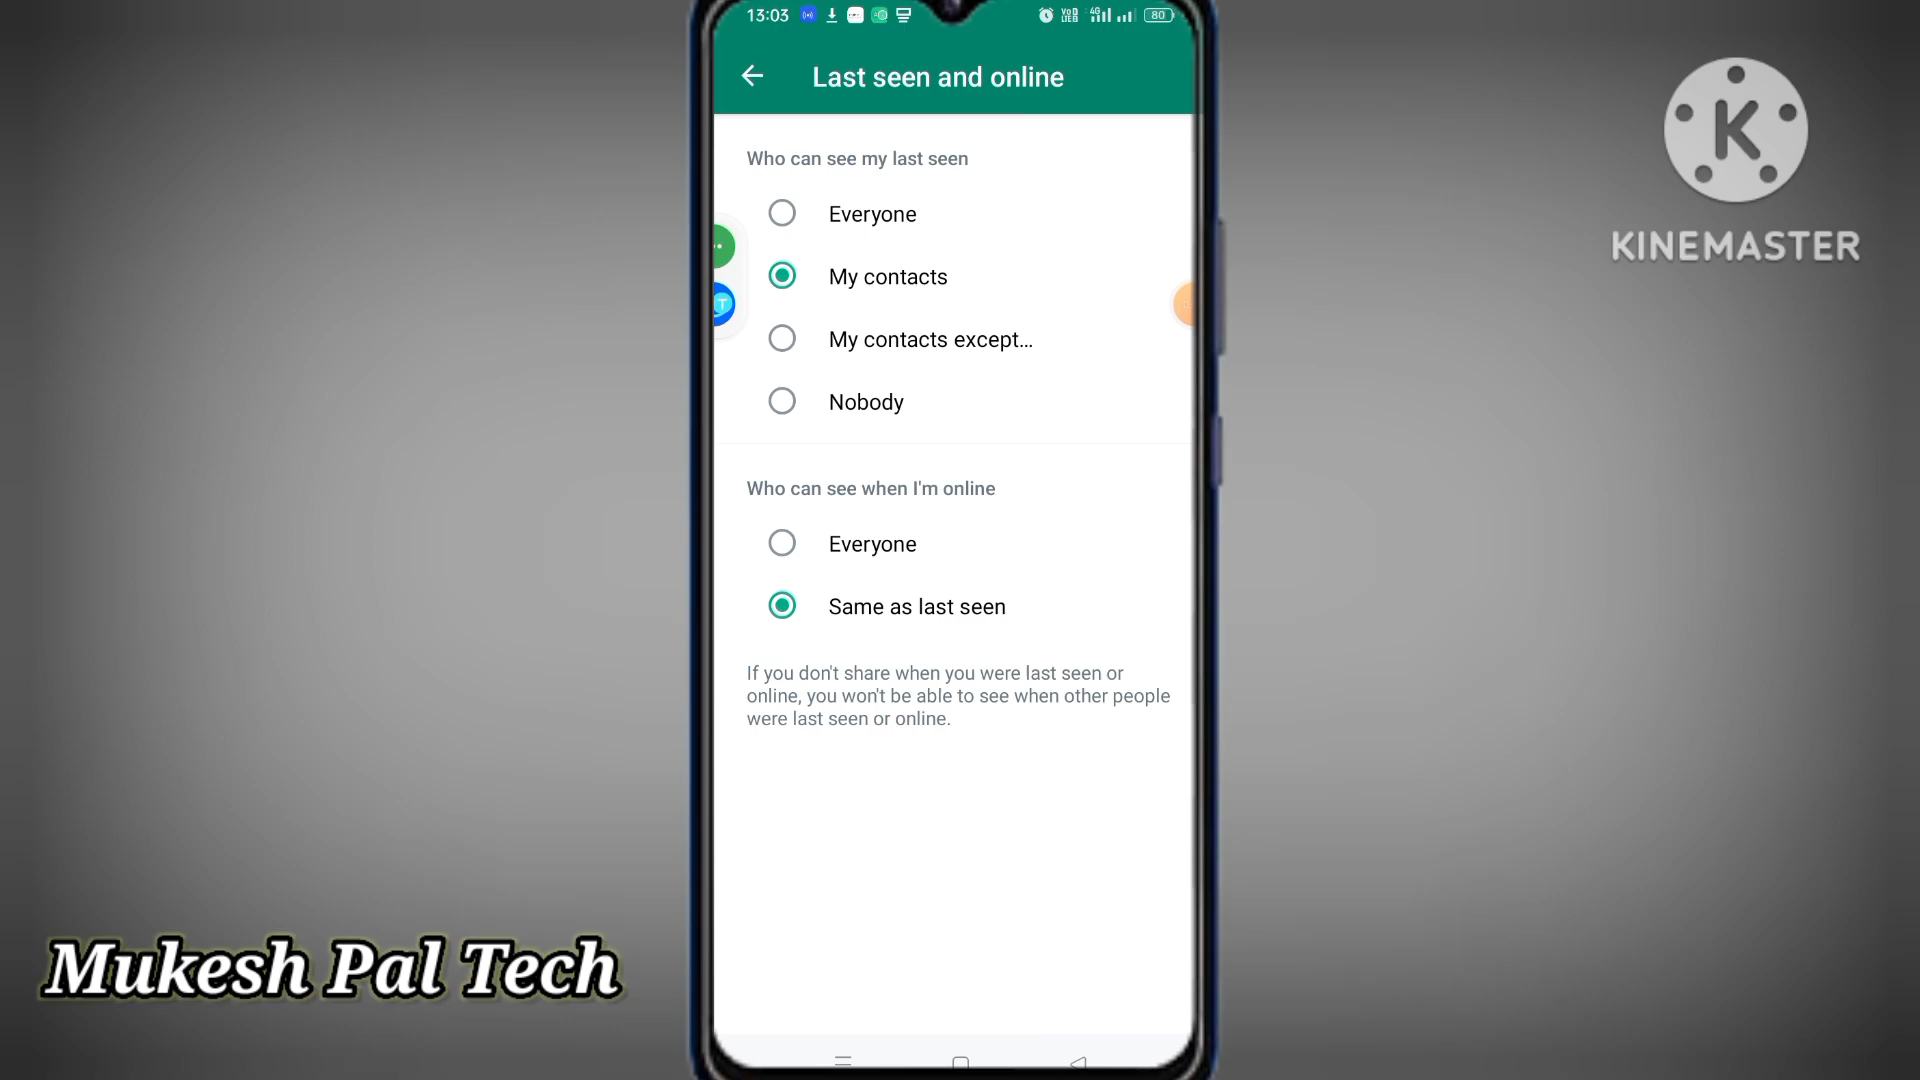 13:03
4G
80
Last seen and online
K
KINEMASTER
Who can see my last seen
Everyone
My contacts
T
My contacts except...
Nobody
Who can see when I'm online
Everyone
Same as last seen
If you don't share when you were last seen or
online, you won't be able to see when other people
were last seen or online.
Mukesh Pal Tech